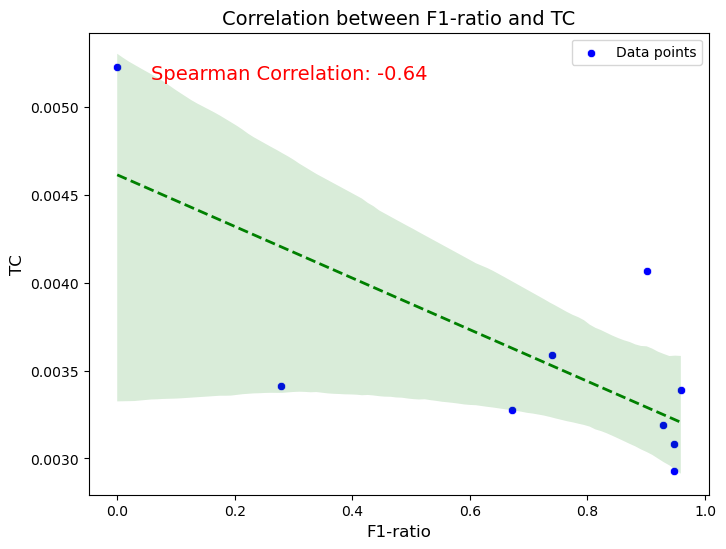 Correlation between F1-ratio and TC
Data points
Spearman Correlation: -0.64
0.0050
0.0045
0.0040
0.0035
0.0030
TC
0.0
0.2
0.4
0.6
0.8
1.0
F1-ratio